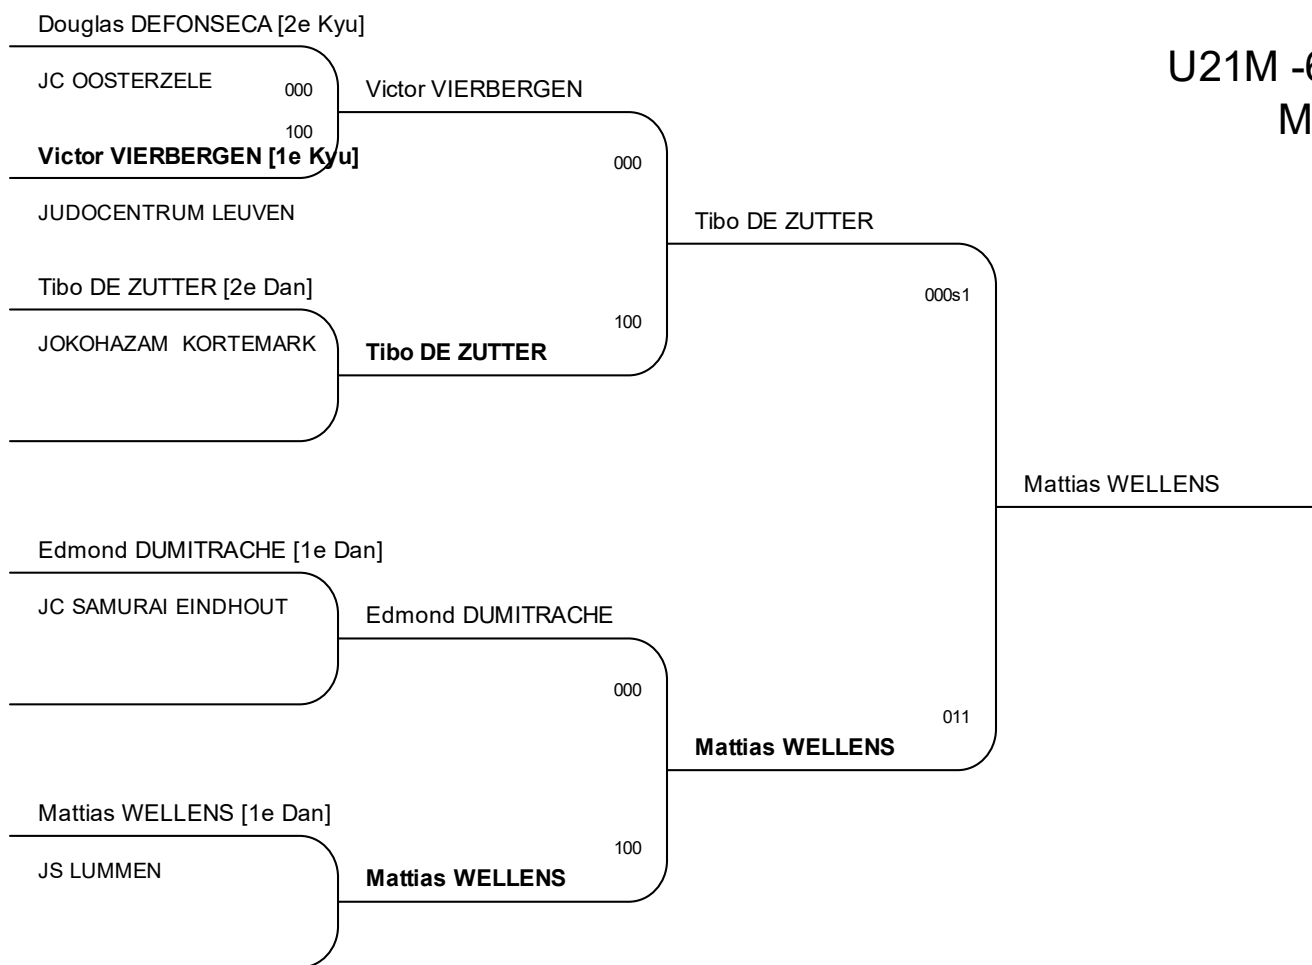 Douglas DEFONSECA [2e Kyu]
JC OOSTERZELE
000
100
Victor VIERBERGEN [1e Kyu]
JUDOCENTRUM LEUVEN
Tibo DE ZUTTER [2e Dan]
JOKOHAZAM KORTEMARK
Edmond DUMITRACHE [1e Dan]
JC SAMURAI EINDHOUT
Mattias WELLENS [1e Dan]
JS LUMMEN
Victor VIERBERGEN
000
100
Tibo DE ZUTTER
Edmond DUMITRACHE
000
100
Mattias WELLENS
Tibo DE ZUTTER
000s1
011
Mattias WELLENS
Mattias WELLENS
U21M -6
M